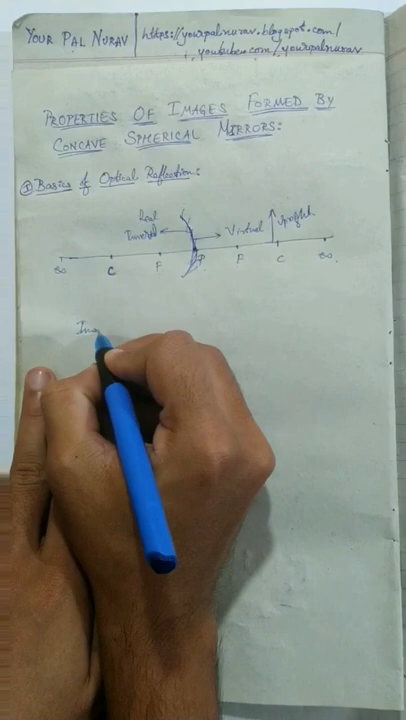 YOUR PAL NURAV | https://yourpalnurav.blogspot.com/
youtube.com/yourpalnurav
PROPERTIES OF IMAGES FORMED BY
CONCAVE SPHERICAL MIRRORS:
① Basics of Optical Reflection:
Real
Inverted
Virtual
Upright
∞ C F P F C ∞
Ima